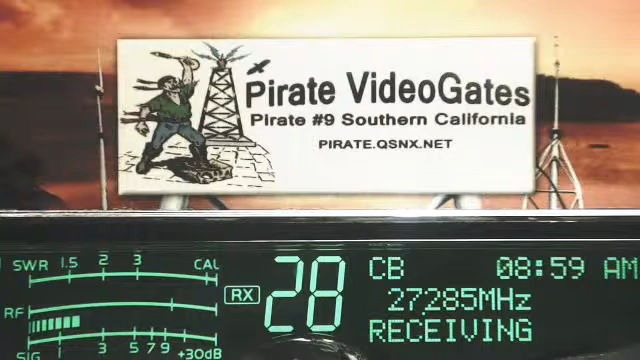 Pirate VideoGates
Pirate #9 Southern California
PIRATE.QSNX.NET
SWR 1.5 2 3 CAL
RX 28 CB 08:59 AM
27285MHz
RF
RECEIVING
SIG 1 3 5 7 9 +30dB